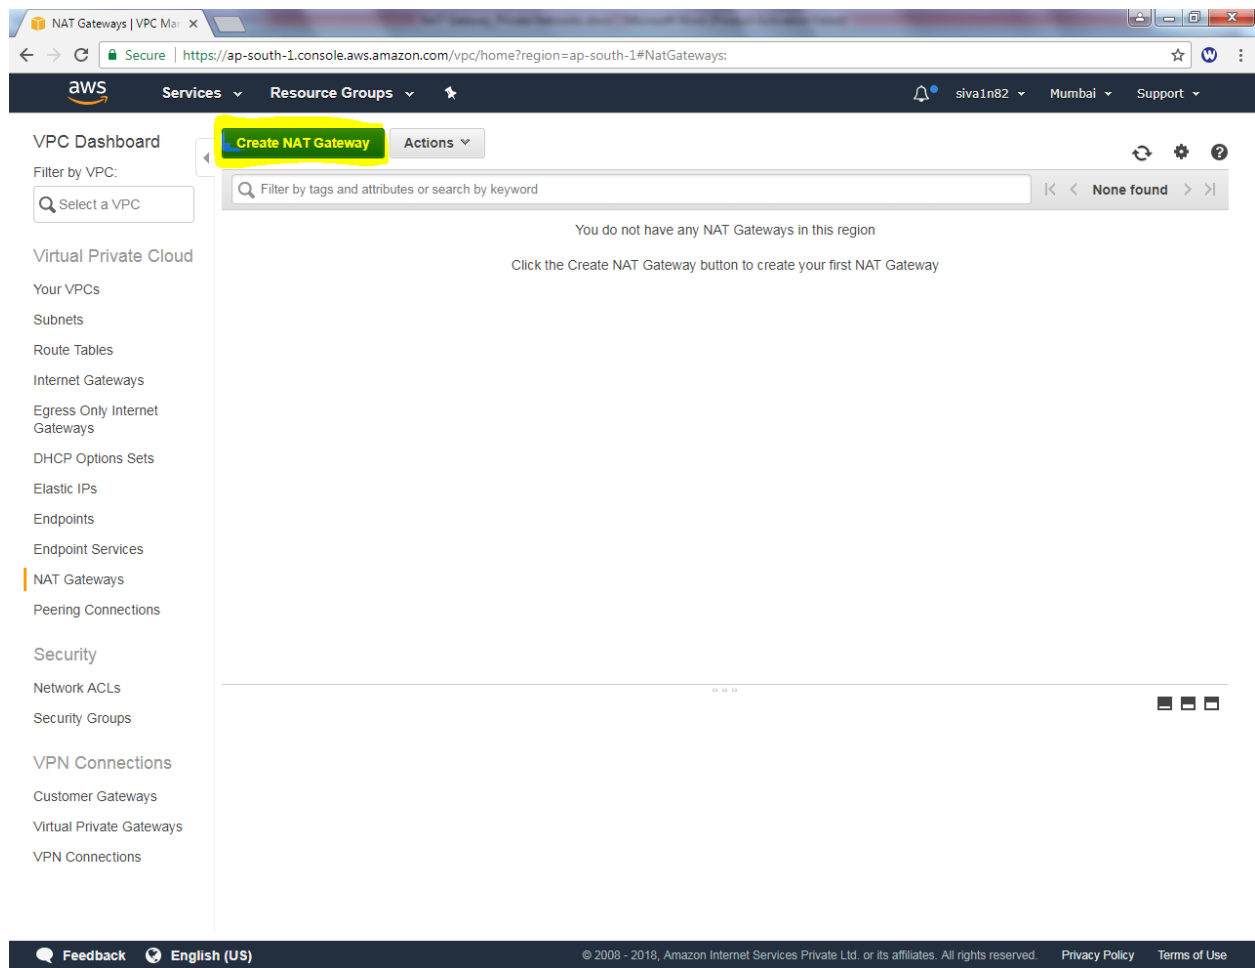 NAT Gateways | VPC Mar
Secure | https://ap-south-1.console.aws.amazon.com/vpc/home?region=ap-south-1#NatGateways:
W
aws
Services
Resource Groups
siva1n82
Mumbai
Support
VPC Dashboard
Filter by VPC:
Select a VPC
Virtual Private Cloud
Your VPCs
Subnets
Route Tables
Internet Gateways
Egress Only Internet
Gateways
DHCP Options Sets
Elastic IPs
Endpoints
Endpoint Services
NAT Gateways
Peering Connections
Security
Network ACLs
Security Groups
VPN Connections
Customer Gateways
Virtual Private Gateways
VPN Connections
Create NAT Gateway
Actions
Filter by tags and attributes or search by keyword
None found
You do not have any NAT Gateways in this region
Click the Create NAT Gateway button to create your first NAT Gateway
Feedback
English (US)
© 2008 - 2018, Amazon Internet Services Private Ltd. or its affiliates. All rights reserved.
Privacy Policy
Terms of Use